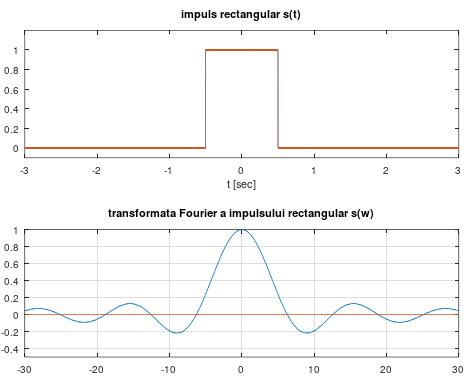 impuls rectangular s(t)
1
0.8
0.6
0.4
0.2
0
-3 -2 -1 0 1 2 3
t [sec]
transformata Fourier a impulsului rectangular s(w)
1
0.8
0.6
0.4
0.2
0
-0.2
-0.4
-30 -20 -10 0 10 20 30